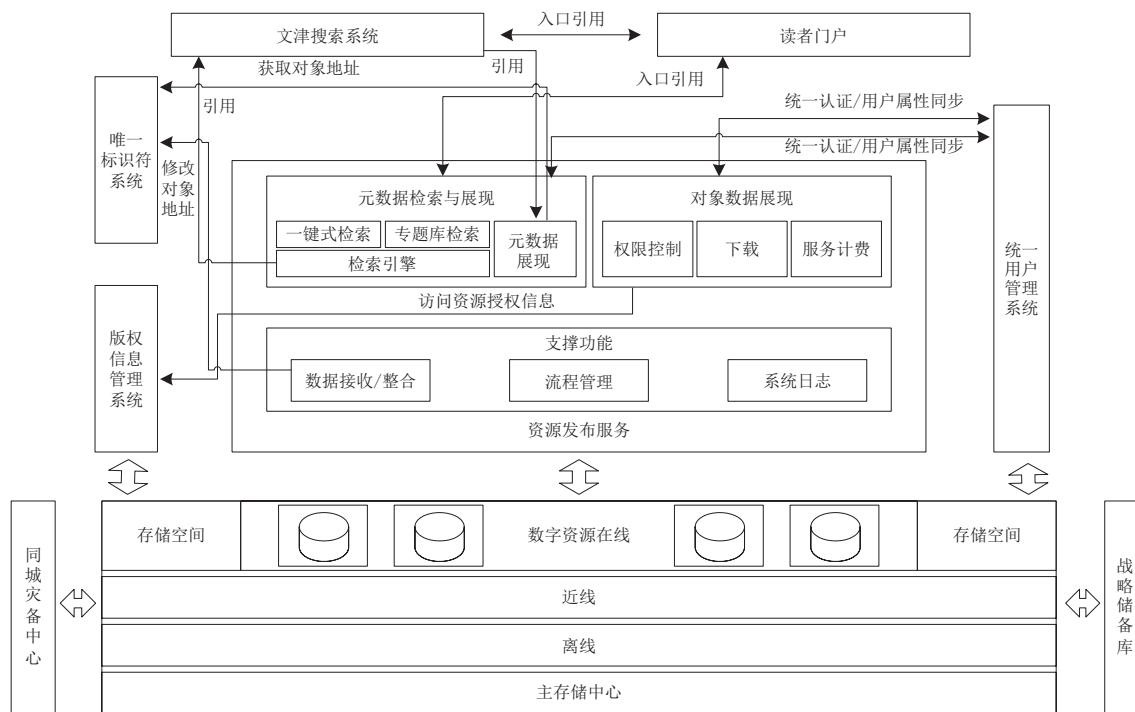 文津搜索系统
入口引用
读者门户
获取对象地址
引用
入口引用
引用
统一认证/用户属性同步
统一认证/用户属性同步
唯一
标识符
系统
修改
对象
地址
元数据检索与展现
一键式检索
专题库检索
检索引擎
元数据
展现
对象数据展现
权限控制
下载
服务计费
统一
用户
管理
系统
访问资源授权信息
版权
信息
管理
系统
支撑功能
数据接收/整合
流程管理
系统日志
资源发布服务
同
城
灾
备
中
心
存储空间
数字资源在线
存储空间
近线
离线
主存储中心
战
略
储
备
库